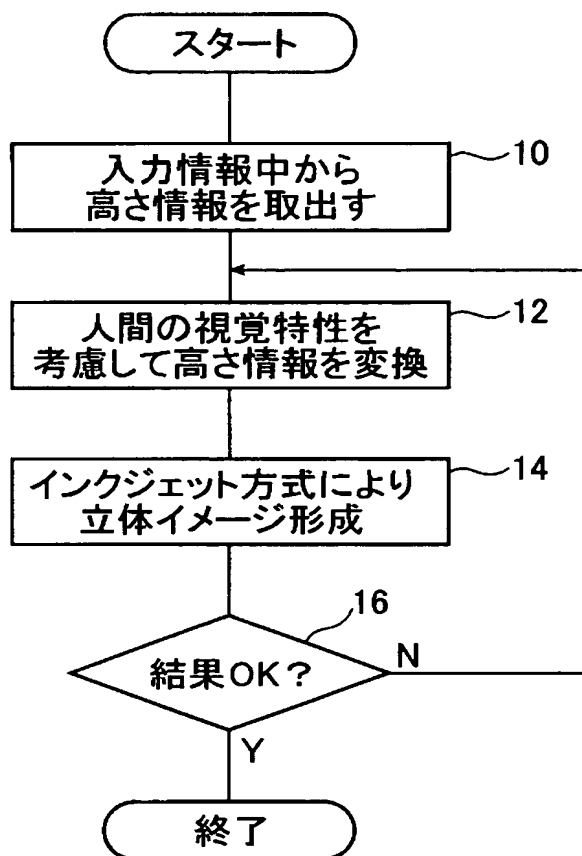 スタート
入力情報中から
高さ情報を取出す
10
人間の視覚特性を
考慮して高さ情報を変換
12
インクジェット方式により
立体イメージ形成
14
16
結果OK？
N
Y
終了